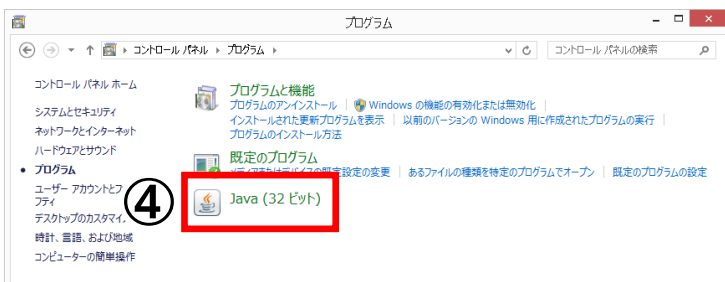 プログラム
コントロール パネル ▸ プログラム ▸
コントロール パネルの検索
コントロール パネル ホーム
システムとセキュリティ
ネットワークとインターネット
ハードウェアとサウンド
プログラム
ユーザー アカウントとフ
フティ
デスクトップのカスタマイ
時計、言語、および地域
コンピューターの簡単操作
プログラムと機能
プログラムのアンインストール | Windows の機能の有効化または無効化 |
インストールされた更新プログラムを表示 | 以前のバージョンの Windows 用に作成されたプログラムの実行 |
プログラムのインストール方法
既定のプログラム
メディアまたはデバイスの既定設定の変更 | あるファイルの種類を特定のプログラムでオープン | 既定のプログラムの設定
④
Java (32 ビット)